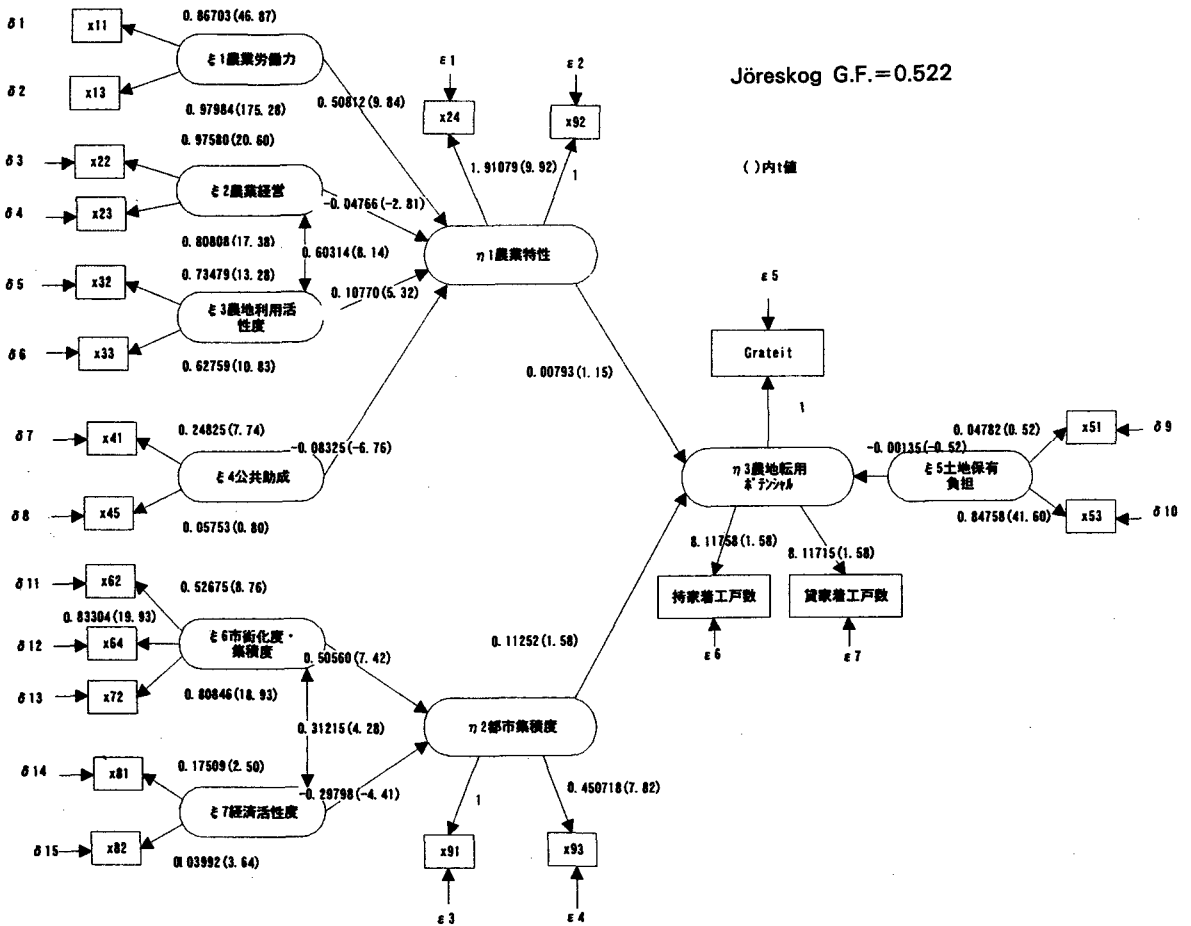 Jöreskog G.F.=0.522
( )内t値
δ1
x11
0.86703(46.87)
ξ1農業労働力
δ2
x13
0.97984(175.28)
0.50812(9.84)
ε1
x24
ε2
x92
1.91079(9.92)
1
δ3
x22
0.97580(20.60)
ξ2農業経営
δ4
x23
0.80808(17.38)
-0.04766(-2.81)
0.60314(8.14)
η1農業特性
δ5
x32
0.73479(13.28)
ξ3農地利用活
性度
0.10770(5.32)
δ6
x33
0.62759(10.83)
ε5
Grateit
1
0.00793(1.15)
δ7
x41
0.24825(7.74)
ξ4公共助成
-0.08325(-6.76)
δ8
x45
0.05753(0.80)
η3農地転用
ポテンシャル
-0.00135(-0.52)
ξ5土地保有
負担
0.04782(0.52)
x51
δ9
0.84758(41.60)
x53
δ10
8.11758(1.58)
8.11715(1.58)
持家着工戸数
貸家着工戸数
ε6
ε7
δ11
x62
0.52675(8.76)
0.83304(19.93)
δ12
x64
ξ6市街化度・
集積度
0.50560(7.42)
δ13
x72
0.80846(18.93)
0.11252(1.58)
0.31215(4.28)
η2都市集積度
δ14
x81
0.17509(2.50)
ξ7経済活性度
-0.29798(-4.41)
δ15
x82
03992(3.64)
1
0.450718(7.82)
x91
x93
ε3
ε4